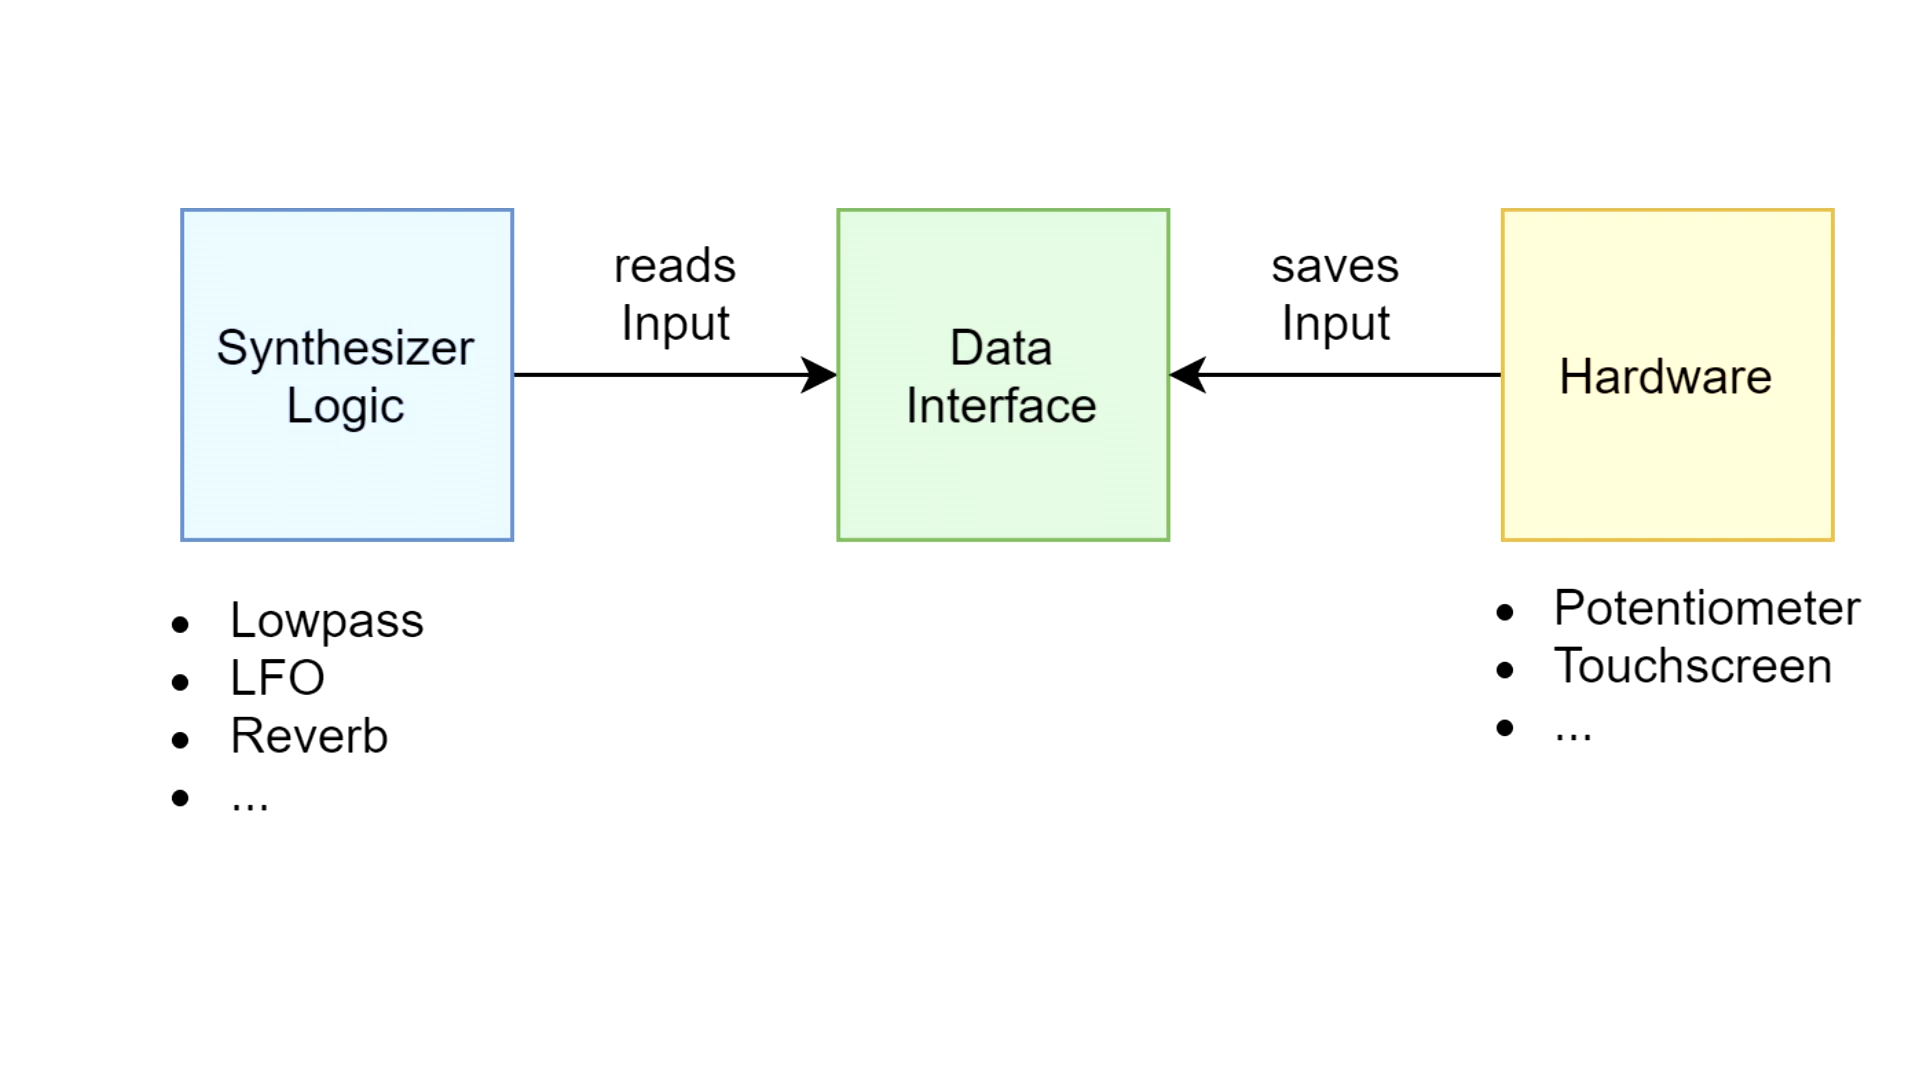 reads
Input
saves
Input
Synthesizer
Logic
Data
Interface
Hardware
• Lowpass
• LFO
• Reverb
• ...
• Potentiometer
• Touchscreen
• ...